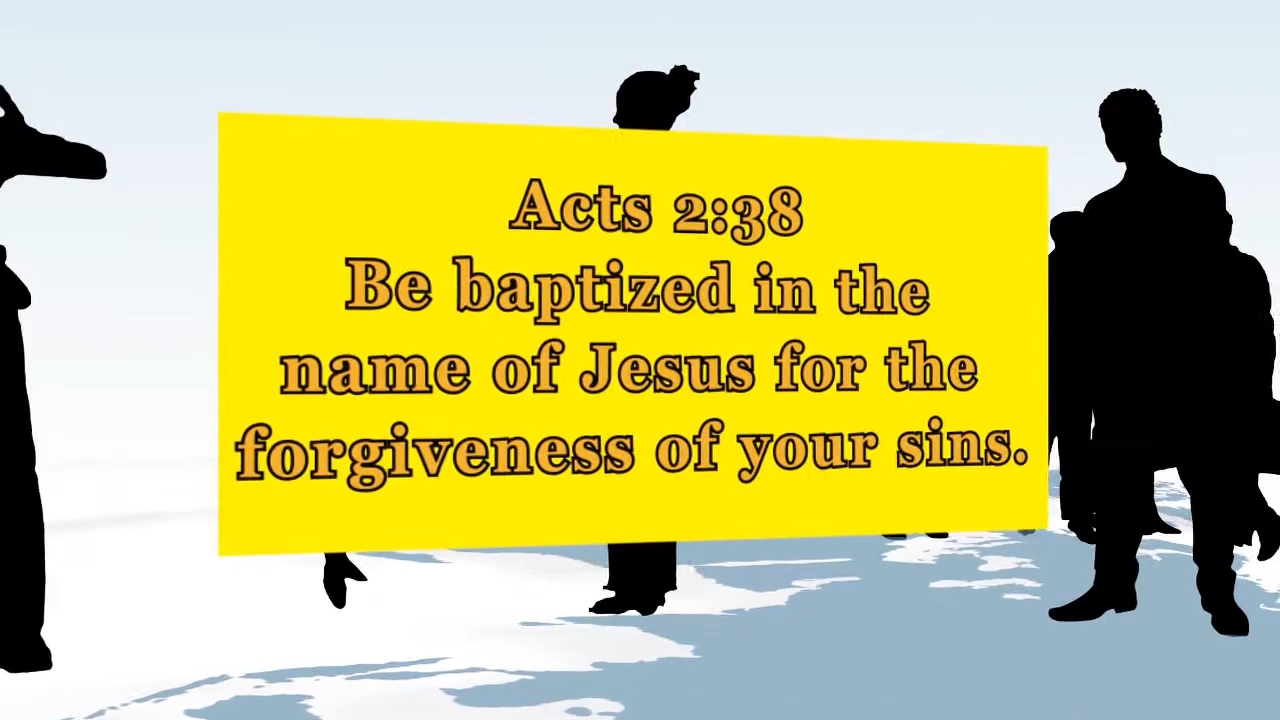 Acts 2:38
Be baptized in the
name of Jesus for the
forgiveness of your sins.